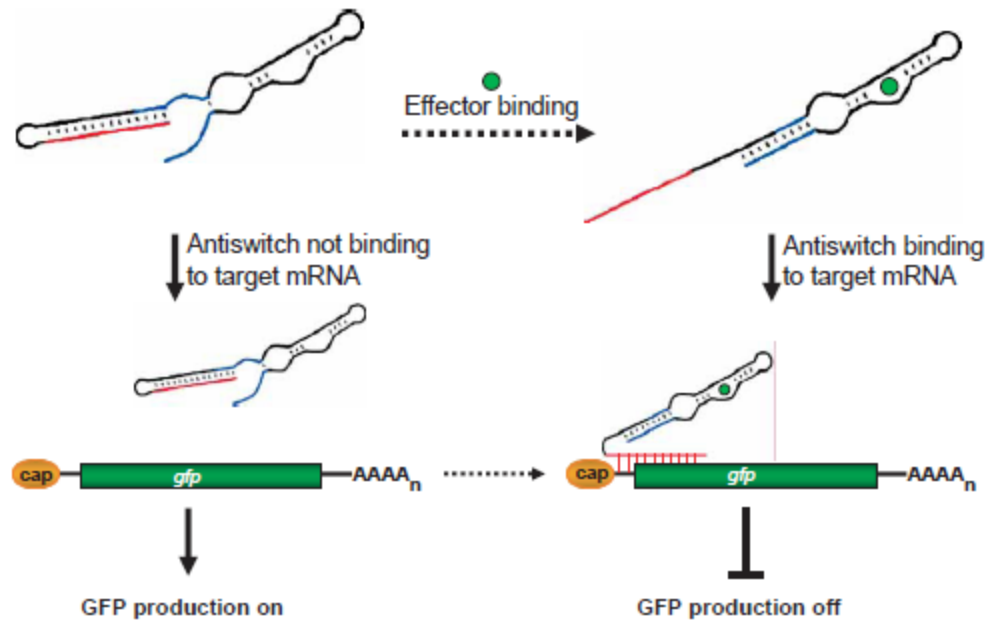 Effector binding
Antiswitch not binding
to target mRNA
Antiswitch binding
to target mRNA
cap
gfp
AAAAn
cap
gfp
AAAAn
GFP production on
GFP production off